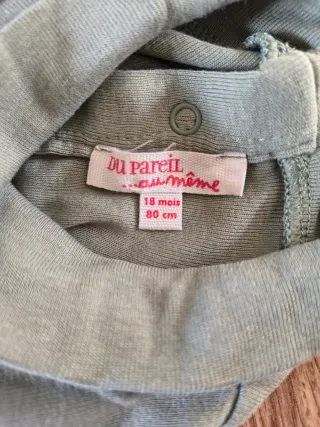 DU PAREIL
...au même
18 mois
80 cm